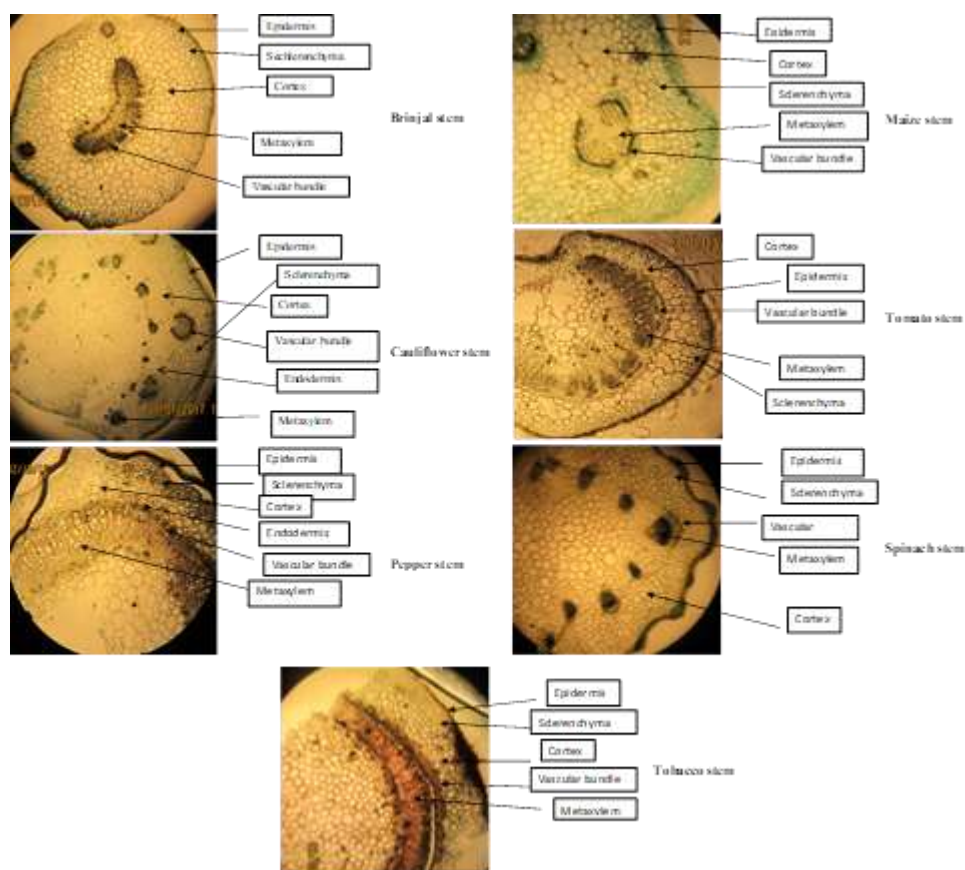 Epidermis
Sechlerenchyma
Cortex
Metaxylem
Vascular bundle
Brinjal stem
Epidermis
Cortex
Sclerenchyma
Metaxylem
Vascular bundle
Maize stem
Epidermis
Sclerenchyma
Cortex
Vascular bundle
Endodermis
Metaxylem
Cauliflower stem
Cortex
Epidermis
Vascular bundle
Metaxylem
Sclerenchyma
Tomato stem
Epidermis
Sclerenchyma
Cortex
Endodermis
Vascular bundle
Metaxylem
Pepper stem
Epidermis
Sclerenchyma
Vascular
Metaxylem
Cortex
Spinach stem
Epidermis
Sclerenchyma
Cortex
Vascular bundle
Metaxylem
Tobacco stem